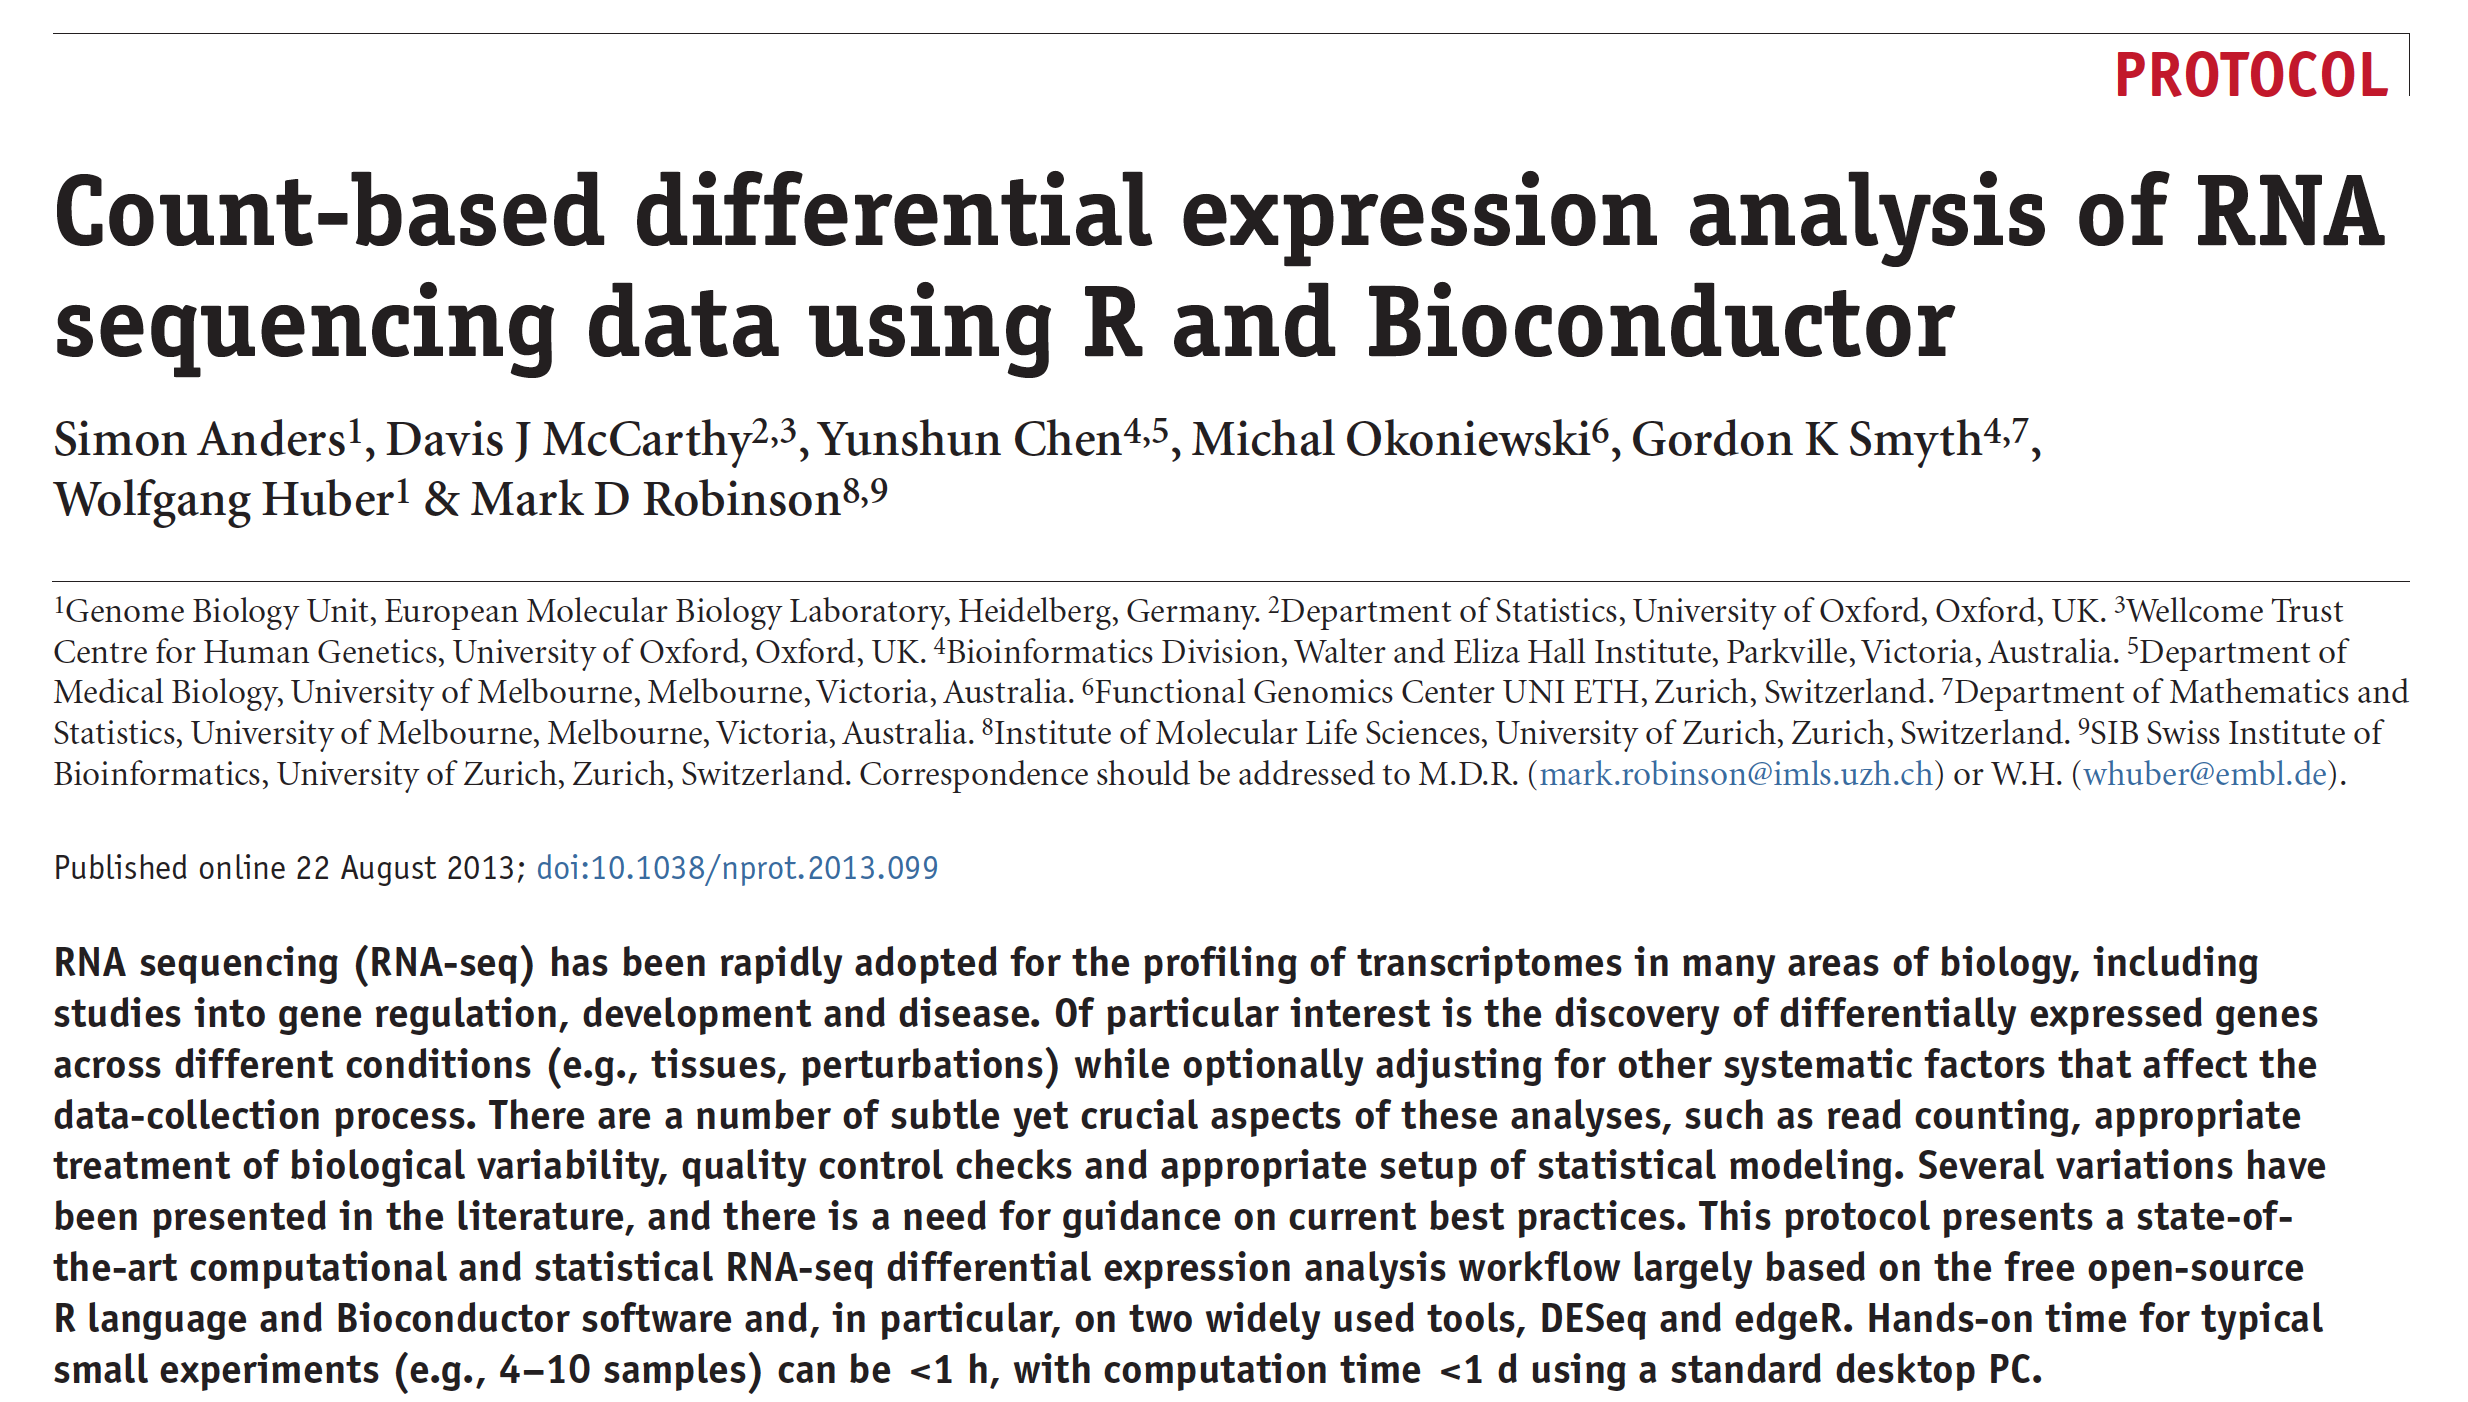 PROTOCOL
Count-based differential expression analysis of RNA
sequencing data using R and Bioconductor
Simon Anders1, Davis J McCarthy2,3, Yunshun Chen4,5, Michal Okoniewski6, Gordon K Smyth4,7,
Wolfgang Huber1 & Mark D Robinson8,9
1Genome Biology Unit, European Molecular Biology Laboratory, Heidelberg, Germany. 2Department of Statistics, University of Oxford, Oxford, UK. 3Wellcome Trust
Centre for Human Genetics, University of Oxford, Oxford, UK. 4Bioinformatics Division, Walter and Eliza Hall Institute, Parkville, Victoria, Australia. 5Department of
Medical Biology, University of Melbourne, Melbourne, Victoria, Australia. 6Functional Genomics Center UNI ETH, Zurich, Switzerland. 7Department of Mathematics and
Statistics, University of Melbourne, Melbourne, Victoria, Australia. 8Institute of Molecular Life Sciences, University of Zurich, Zurich, Switzerland. 9SIB Swiss Institute of
Bioinformatics, University of Zurich, Zurich, Switzerland. Correspondence should be addressed to M.D.R. (mark.robinson@imls.uzh.ch) or W.H. (whuber@embl.de).
Published online 22 August 2013; doi:10.1038/nprot.2013.099
RNA sequencing (RNA-seq) has been rapidly adopted for the profiling of transcriptomes in many areas of biology, including
studies into gene regulation, development and disease. Of particular interest is the discovery of differentially expressed genes
across different conditions (e.g., tissues, perturbations) while optionally adjusting for other systematic factors that affect the
data-collection process. There are a number of subtle yet crucial aspects of these analyses, such as read counting, appropriate
treatment of biological variability, quality control checks and appropriate setup of statistical modeling. Several variations have
been presented in the literature, and there is a need for guidance on current best practices. This protocol presents a state-of-
the-art computational and statistical RNA-seq differential expression analysis workflow largely based on the free open-source
R language and Bioconductor software and, in particular, on two widely used tools, DESeq and edgeR. Hands-on time for typical
small experiments (e.g., 4–10 samples) can be <1 h, with computation time <1 d using a standard desktop PC.